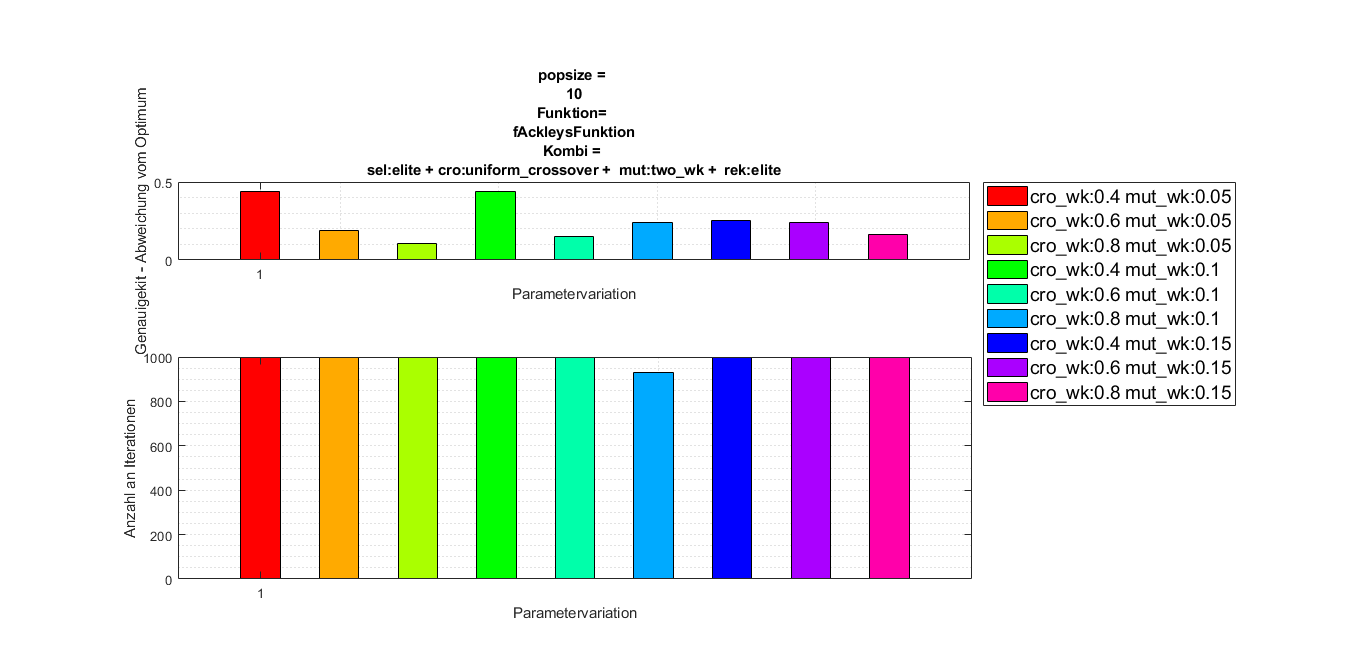 popsize =
10
Funktion=
fAckleysFunktion
Kombi =
sel:elite + cro:uniform_crossover +  mut:two_wk +  rek:elite
Genauigekit - Abweichung vom Optimum
0.5
0
1
Parametervariation
cro_wk:0.4 mut_wk:0.05
cro_wk:0.6 mut_wk:0.05
cro_wk:0.8 mut_wk:0.05
cro_wk:0.4 mut_wk:0.1
cro_wk:0.6 mut_wk:0.1
cro_wk:0.8 mut_wk:0.1
cro_wk:0.4 mut_wk:0.15
cro_wk:0.6 mut_wk:0.15
cro_wk:0.8 mut_wk:0.15
Anzahl an Iterationen
1000
800
600
400
200
0
1
Parametervariation